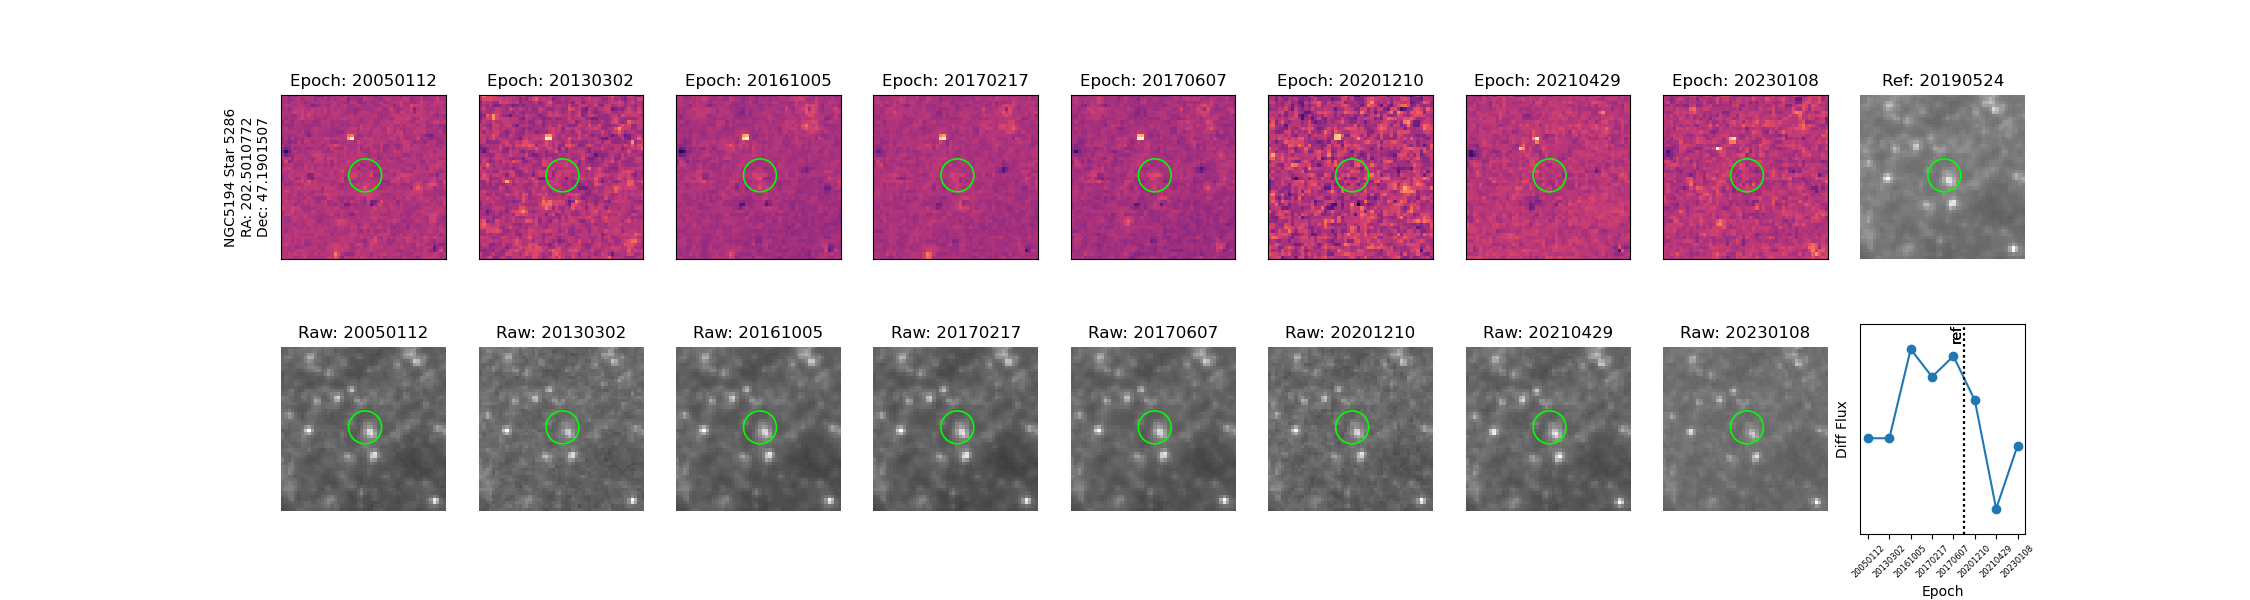 NGC5194 Star 5286
RA: 202.5010772
Dec: 47.1901507
Epoch: 20050112
Epoch: 20130302
Epoch: 20161005
Epoch: 20170217
Epoch: 20170607
Epoch: 20201210
Epoch: 20210429
Epoch: 20230108
Ref: 20190524
Raw: 20050112
Raw: 20130302
Raw: 20161005
Raw: 20170217
Raw: 20170607
Raw: 20201210
Raw: 20210429
Raw: 20230108
ref
Diff Flux
20050112
20130302
20161005
20170217
20170607
20201210
20210429
20230108
Epoch